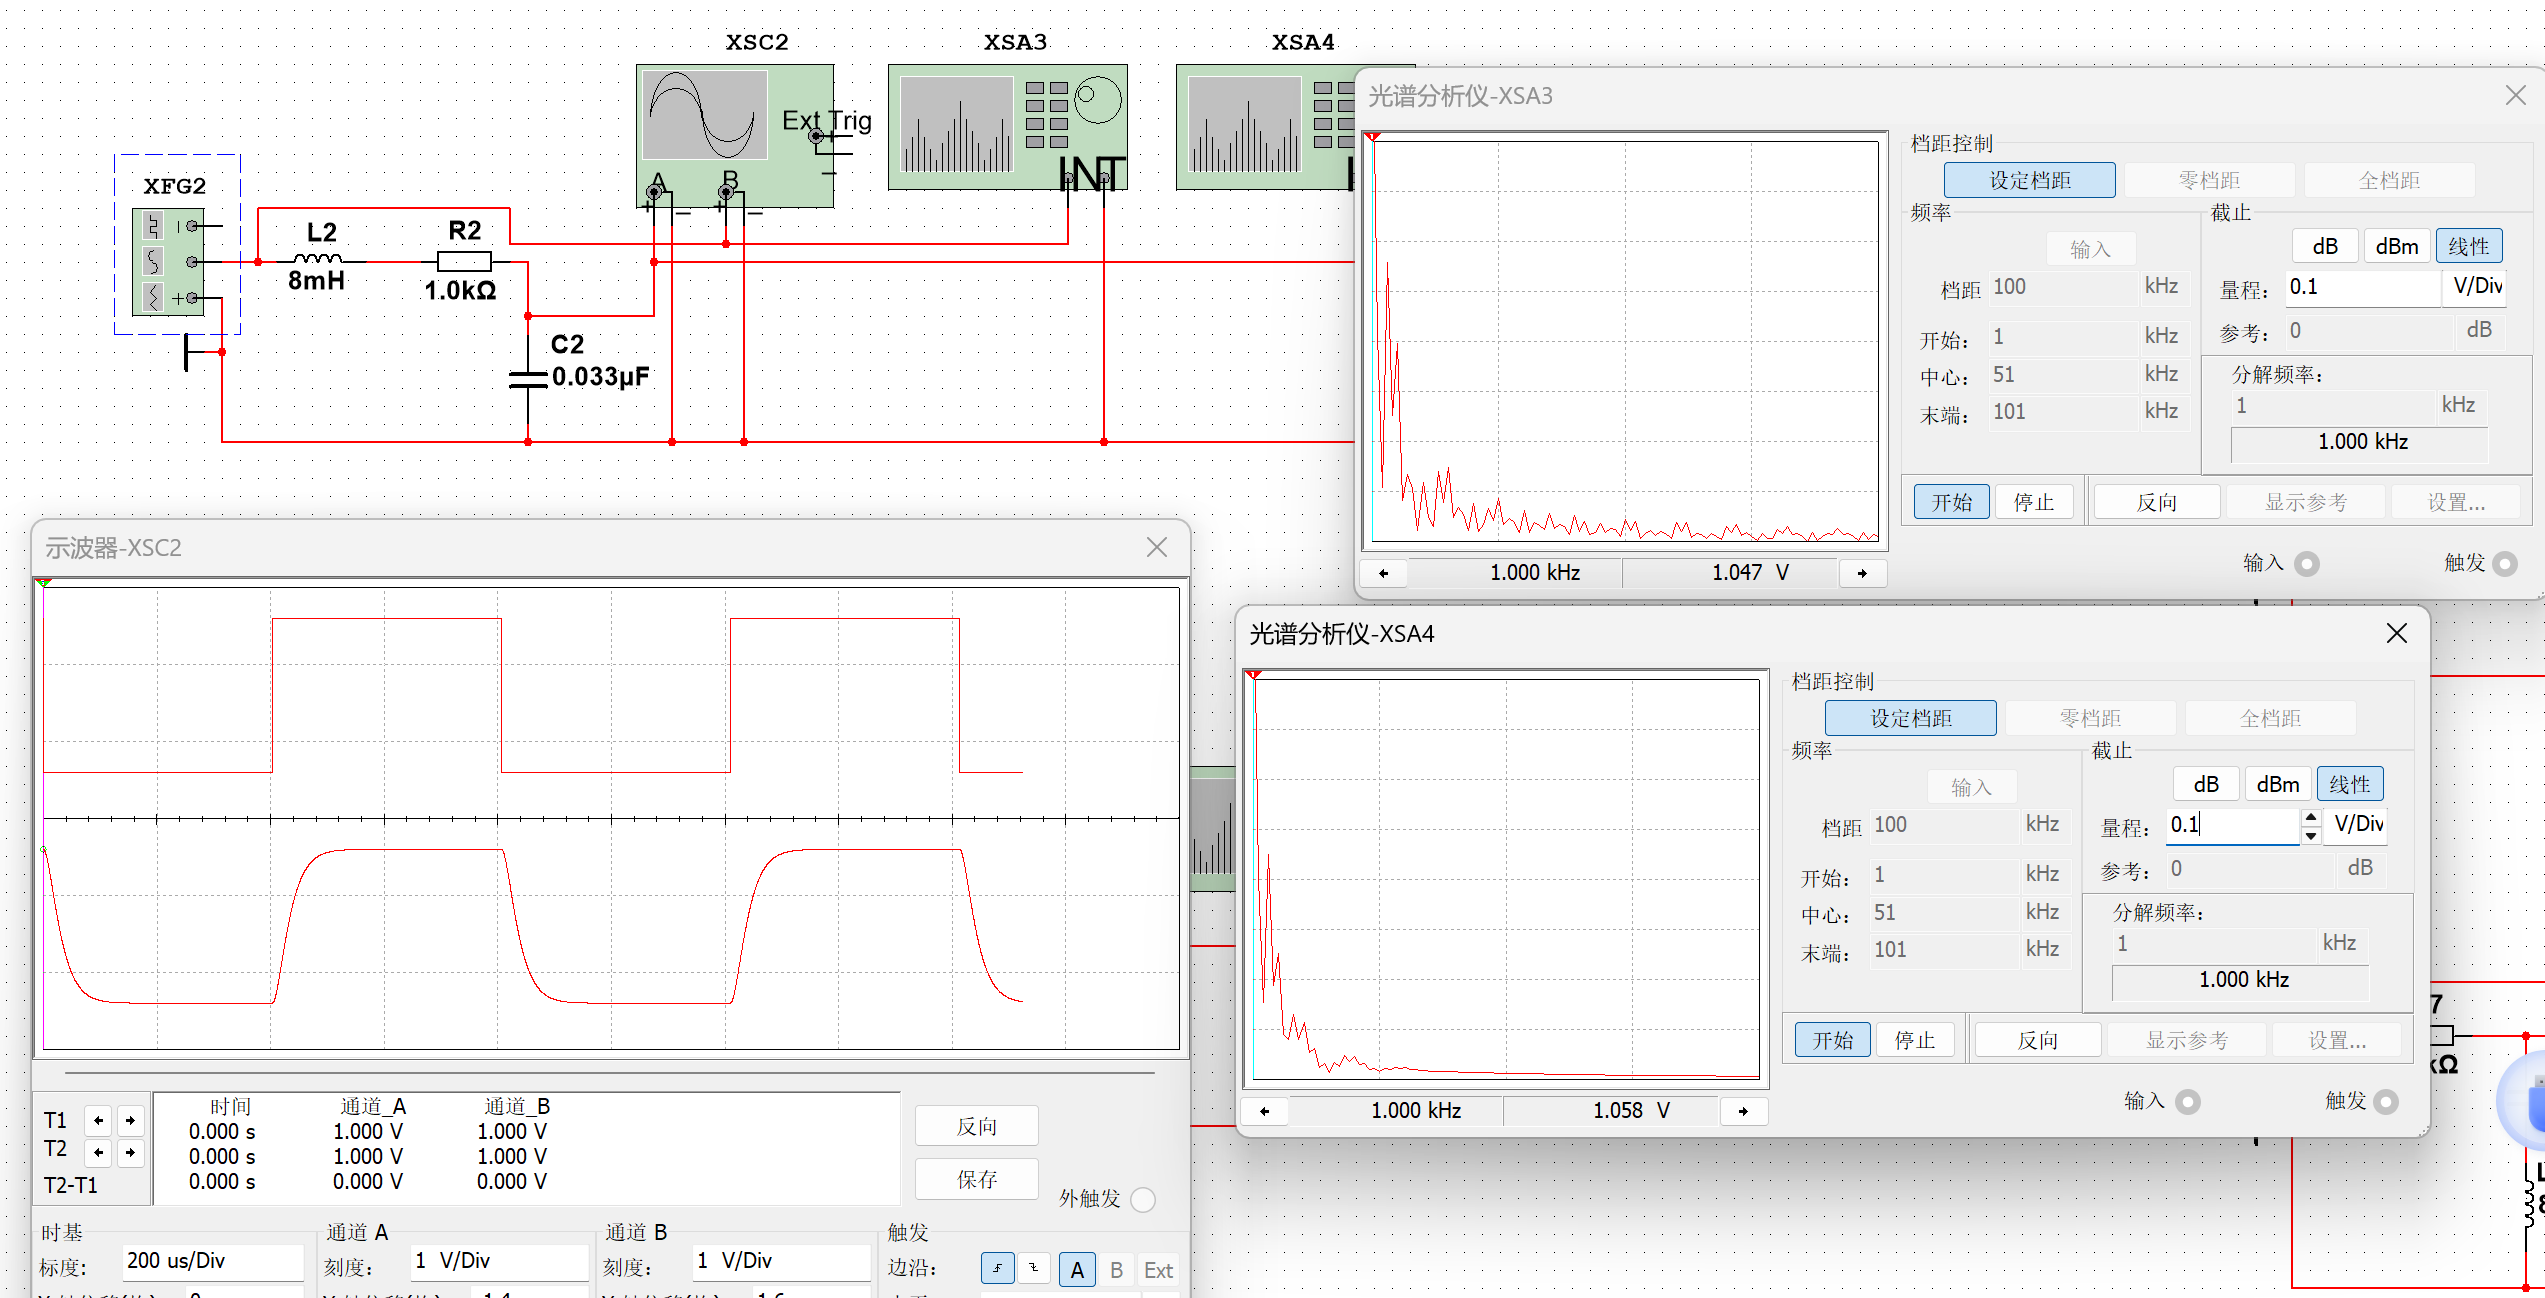 XSC2
XSA3
XSA4
Ext Trig
A
B
INT
XFG2
L2
8mH
R2
1.0kΩ
C2
0.033µF
光谱分析仪-XSA3
档距控制
设定档距 零档距 全档距
频率
截止
输入
dB dBm 线性
档距 100 kHz
量程: 0.1 V/Div
开始: 1 kHz
参考: 0 dB
中心: 51 kHz
分解频率:
末端: 101 kHz
1 kHz
1.000 kHz
开始 停止 反向 显示参考 设置...
输入
触发
1.000 kHz 1.047 V
示波器-XSC2
时间 通道_A 通道_B
T1 0.000 s 1.000 V 1.000 V
T2 0.000 s 1.000 V 1.000 V
T2-T1 0.000 s 0.000 V 0.000 V
反向
保存
外触发
时基
标度: 200 us/Div
通道 A
刻度: 1 V/Div
通道 B
刻度: 1 V/Div
触发
边沿: A B Ext
光谱分析仪-XSA4
档距控制
设定档距 零档距 全档距
频率
截止
输入
dB dBm 线性
档距 100 kHz
量程: 0.1 V/Div
开始: 1 kHz
参考: 0 dB
中心: 51 kHz
分解频率:
末端: 101 kHz
1 kHz
1.000 kHz
开始 停止 反向 显示参考 设置...
输入
触发
1.000 kHz 1.058 V
7
kΩ